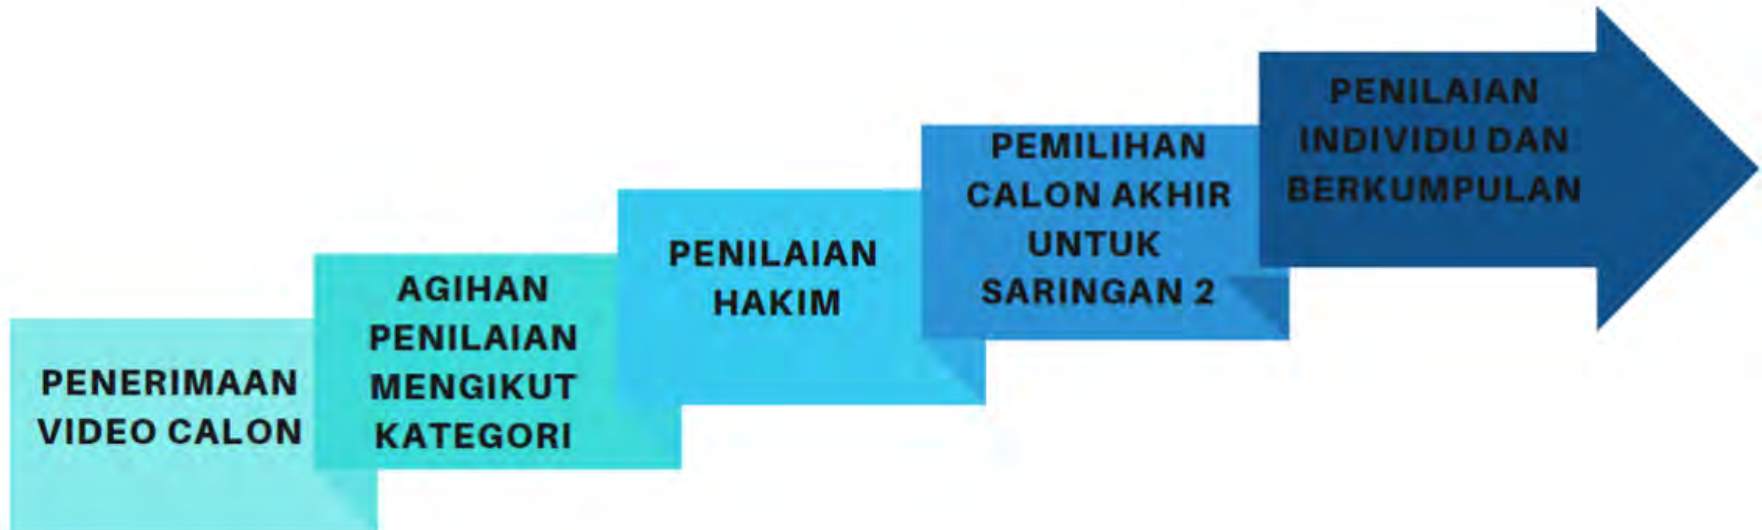 PENERIMAAN
VIDEO CALON
AGIHAN
PENILAIAN
MENGIKUT
KATEGORI
PENILAIAN
HAKIM
PEMILIHAN
CALON AKHIR
UNTUK
SARINGAN 2
PENILAIAN
INDIVIDU DAN
BERKUMPULAN